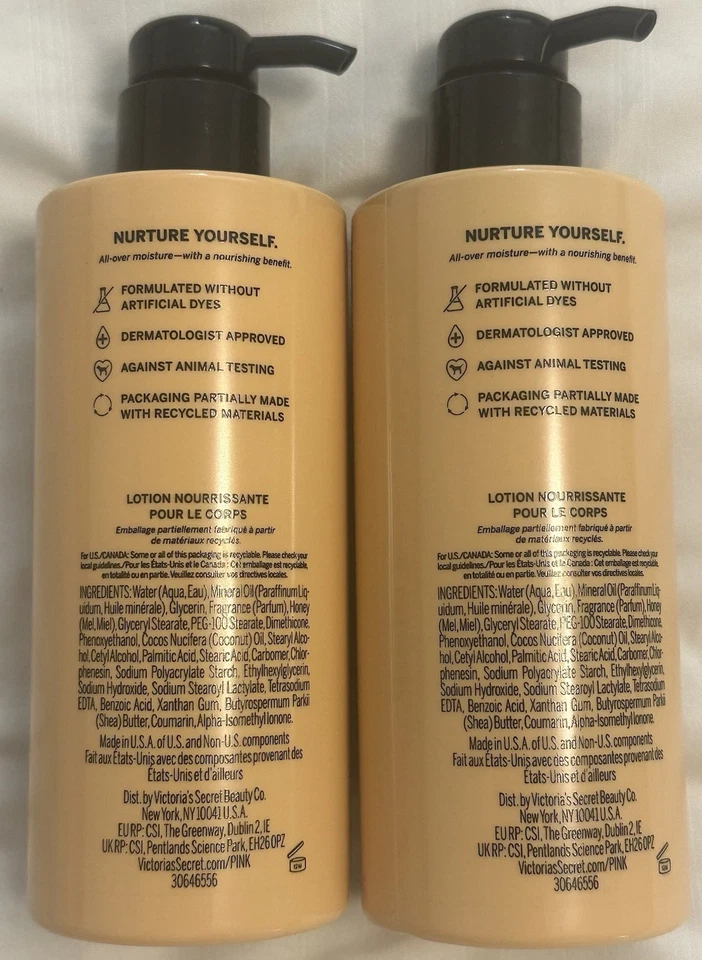 NURTURE YOURSELF.
All-over moisture—with a nourishing benefit.
FORMULATED WITHOUT
ARTIFICIAL DYES
DERMATOLOGIST APPROVED
AGAINST ANIMAL TESTING
PACKAGING PARTIALLY MADE
WITH RECYCLED MATERIALS
LOTION NOURRISSANTE
POUR LE CORPS
Emballage partiellement fabriqué à partir
de matériaux recyclés.
For U.S./CANADA: Some or all of this packaging is recyclable. Please check your
local guidelines./Pour les États-Unis et le Canada : Cet emballage est recyclable,
en totalité ou en partie. Veuillez consulter vos directives locales.
INGREDIENTS: Water (Aqua, Eau), Mineral Oil (Paraffinum Liq-
uidum, Huile minérale), Glycerin, Fragrance (Parfum), Honey
(Mel, Miel), Glyceryl Stearate, PEG-100 Stearate, Dimethicone,
Phenoxyethanol, Cocos Nucifera (Coconut) Oil, Stearyl Alco-
hol, Cetyl Alcohol, Palmitic Acid, Stearic Acid, Carbomer, Chlor-
phenesin, Sodium Polyacrylate Starch, Ethylhexylglycerin,
Sodium Hydroxide, Sodium Stearoyl Lactylate, Tetrasodium
EDTA, Benzoic Acid, Xanthan Gum, Butyrospermum Parkii
(Shea) Butter, Coumarin, Alpha-Isomethyl Ionone.
Made in U.S.A. of U.S. and Non-U.S. components
Fait aux États-Unis avec des composantes provenant des
États-Unis et d'ailleurs
Dist. by Victoria's Secret Beauty Co.
New York, NY 10041 U.S.A.
EU RP: CSI, The Greenway, Dublin 2, IE
UK RP: CSI, Pentlands Science Park, EH26 0PZ
VictoriasSecret.com/PINK
30646556
12M
NURTURE YOURSELF.
All-over moisture—with a nourishing benefit.
FORMULATED WITHOUT
ARTIFICIAL DYES
DERMATOLOGIST APPROVED
AGAINST ANIMAL TESTING
PACKAGING PARTIALLY MADE
WITH RECYCLED MATERIALS
LOTION NOURRISSANTE
POUR LE CORPS
Emballage partiellement fabriqué à partir
de matériaux recyclés.
For U.S./CANADA: Some or all of this packaging is recyclable. Please check your
local guidelines./Pour les États-Unis et le Canada : Cet emballage est recyclable,
en totalité ou en partie. Veuillez consulter vos directives locales.
INGREDIENTS: Water (Aqua, Eau), Mineral Oil (Paraffinum Liq-
uidum, Huile minérale), Glycerin, Fragrance (Parfum), Honey
(Mel, Miel), Glyceryl Stearate, PEG-100 Stearate, Dimethicone,
Phenoxyethanol, Cocos Nucifera (Coconut) Oil, Stearyl Alco-
hol, Cetyl Alcohol, Palmitic Acid, Stearic Acid, Carbomer, Chlor-
phenesin, Sodium Polyacrylate Starch, Ethylhexylglycerin,
Sodium Hydroxide, Sodium Stearoyl Lactylate, Tetrasodium
EDTA, Benzoic Acid, Xanthan Gum, Butyrospermum Parkii
(Shea) Butter, Coumarin, Alpha-Isomethyl Ionone.
Made in U.S.A. of U.S. and Non-U.S. components
Fait aux États-Unis avec des composantes provenant des
États-Unis et d'ailleurs
Dist. by Victoria's Secret Beauty Co.
New York, NY 10041 U.S.A.
EU RP: CSI, The Greenway, Dublin 2, IE
UK RP: CSI, Pentlands Science Park, EH26 0PZ
VictoriasSecret.com/PINK
30646556